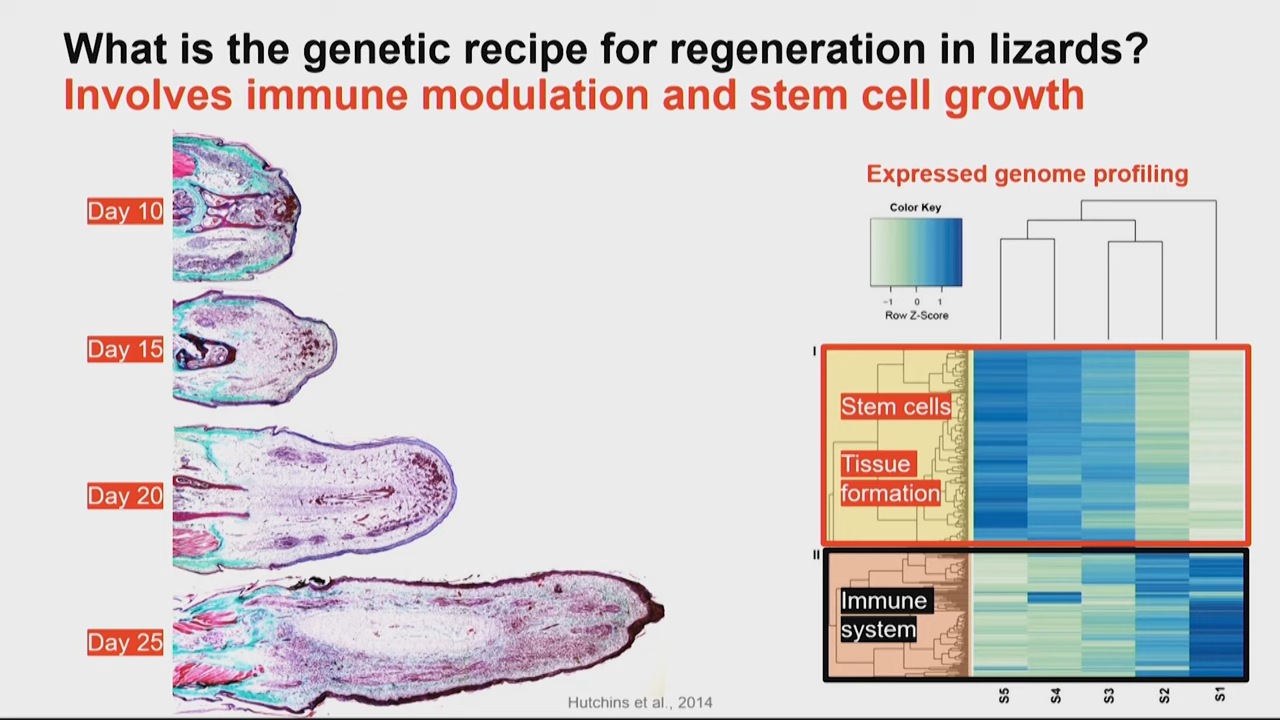 What is the genetic recipe for regeneration in lizards?
Involves immune modulation and stem cell growth
Day 10
Day 15
Day 20
Day 25
Hutchins et al., 2014
Expressed genome profiling
Color Key
−1 0 1
Row Z-Score
I
Stem cells
Tissue
formation
II
Immune
system
S5 S4 S3 S2 S1